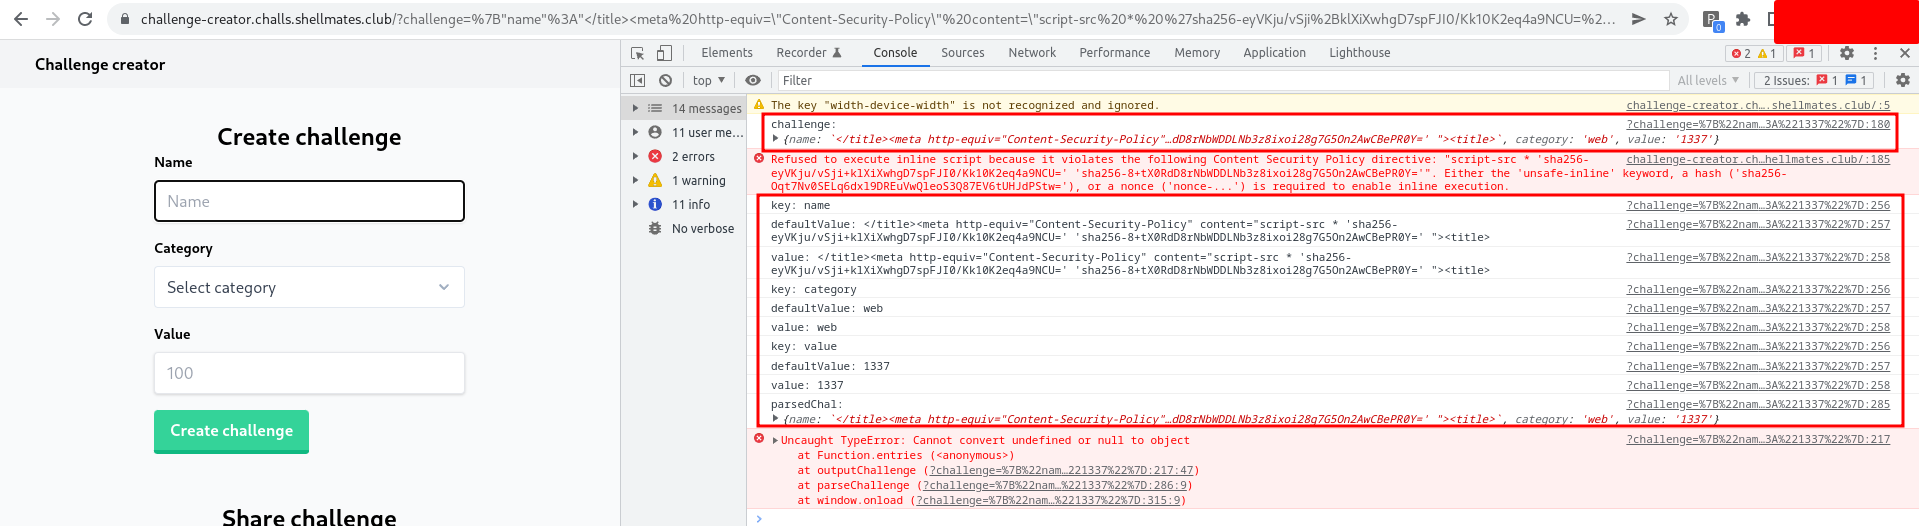 challenge-creator.challs.shellmates.club/?challenge=%7B"name"%3A"</title><meta%20http-equiv=\"Content-Security-Policy\"%20content=\"script-src%20*%20%27sha256-eyVKju/vSji%2BklXiXwhgD7spFJI0/Kk10K2eq4a9NCU=%2...
0
Challenge creator
Elements Recorder Console Sources Network Performance Memory Application Lighthouse 2 1 1
top Filter All levels 2 Issues: 1 1
14 messages
11 user me...
2 errors
1 warning
11 info
No verbose
Create challenge
Name
Name
Category
Select category
Value
100
Create challenge
Share challenge
The key "width-device-width" is not recognized and ignored. challenge-creator.ch….shellmates.club/:5
challenge: ?challenge=%7B%22nam…3A%221337%22%7D:180
{name: `</title><meta http-equiv="Content-Security-Policy"…dD8rNbWDDLNb3z8ixoi28g7G5On2AwCBePR0Y=' "><title>`, category: 'web', value: '1337'}
Refused to execute inline script because it violates the following Content Security Policy directive: "script-src * 'sha256- challenge-creator.ch…hellmates.club/:185
eyVKju/vSji+klXiXwhgD7spFJI0/Kk10K2eq4a9NCU=' 'sha256-8+tX0RdD8rNbWDDLNb3z8ixoi28g7G5On2AwCBePR0Y='". Either the 'unsafe-inline' keyword, a hash ('sha256-
Oqt7Nv0SELq6dx19DREuVwQleoS3Q87EV6tUHJdPStw='), or a nonce ('nonce-...') is required to enable inline execution.
key: name ?challenge=%7B%22nam…3A%221337%22%7D:256
defaultValue: </title><meta http-equiv="Content-Security-Policy" content="script-src * 'sha256- ?challenge=%7B%22nam…3A%221337%22%7D:257
eyVKju/vSji+klXiXwhgD7spFJI0/Kk10K2eq4a9NCU=' 'sha256-8+tX0RdD8rNbWDDLNb3z8ixoi28g7G5On2AwCBePR0Y=' "><title>
value: </title><meta http-equiv="Content-Security-Policy" content="script-src * 'sha256- ?challenge=%7B%22nam…3A%221337%22%7D:258
eyVKju/vSji+klXiXwhgD7spFJI0/Kk10K2eq4a9NCU=' 'sha256-8+tX0RdD8rNbWDDLNb3z8ixoi28g7G5On2AwCBePR0Y=' "><title>
key: category ?challenge=%7B%22nam…3A%221337%22%7D:256
defaultValue: web ?challenge=%7B%22nam…3A%221337%22%7D:257
value: web ?challenge=%7B%22nam…3A%221337%22%7D:258
key: value ?challenge=%7B%22nam…3A%221337%22%7D:256
defaultValue: 1337 ?challenge=%7B%22nam…3A%221337%22%7D:257
value: 1337 ?challenge=%7B%22nam…3A%221337%22%7D:258
parsedChal: ?challenge=%7B%22nam…3A%221337%22%7D:285
{name: `</title><meta http-equiv="Content-Security-Policy"…dD8rNbWDDLNb3z8ixoi28g7G5On2AwCBePR0Y=' "><title>`, category: 'web', value: '1337'}
Uncaught TypeError: Cannot convert undefined or null to object ?challenge=%7B%22nam…3A%221337%22%7D:217
at Function.entries (<anonymous>)
at outputChallenge (?challenge=%7B%22nam…221337%22%7D:217:47)
at parseChallenge (?challenge=%7B%22nam…%221337%22%7D:286:9)
at window.onload (?challenge=%7B%22nam…%221337%22%7D:315:9)